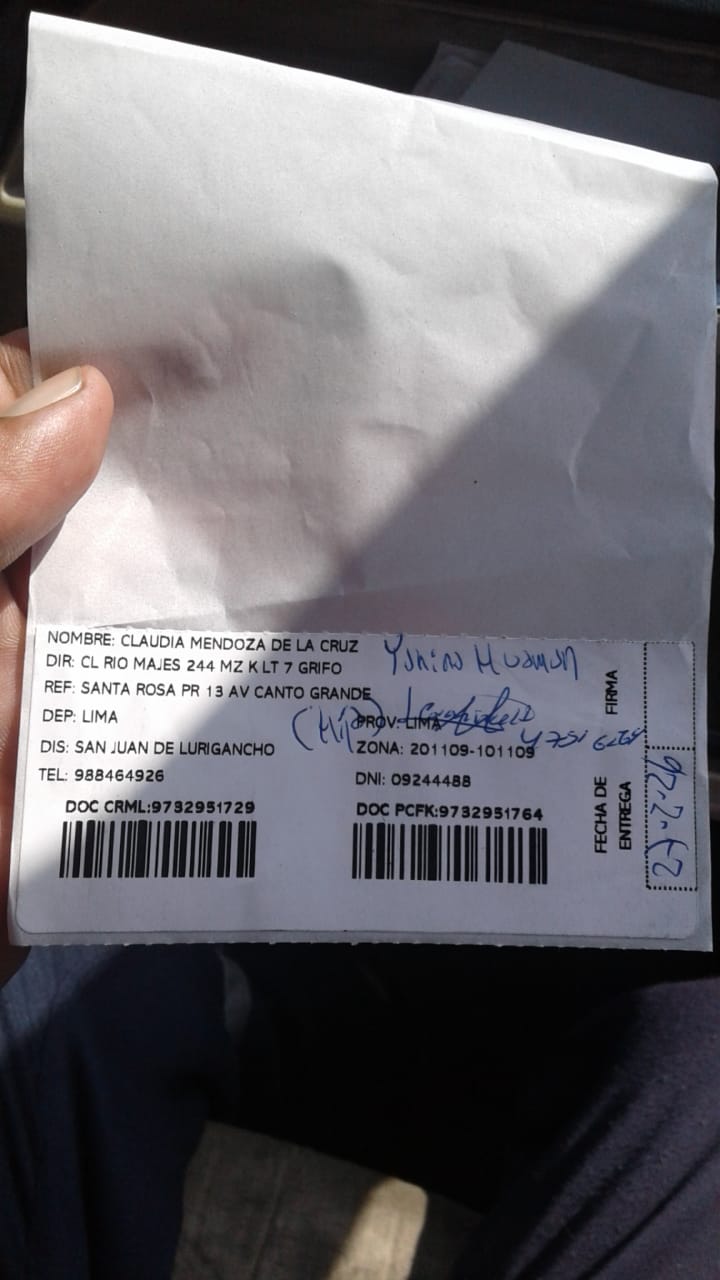 NOMBRE: CLAUDIA MENDOZA DE LA CRUZ
DIR: CL RIO MAJES 244 MZ K LT 7 GRIFO
REF: SANTA ROSA PR 13 AV CANTO GRANDE
DEP: LIMA
PROV: LIMA
DIS: SAN JUAN DE LURIGANCHO
ZONA: 201109-101109
TEL: 988464926
DNI: 09244488
DOC CRML:9732951729
DOC PCFK:9732951764
(Hija)
FIRMA
FECHA DE
ENTREGA